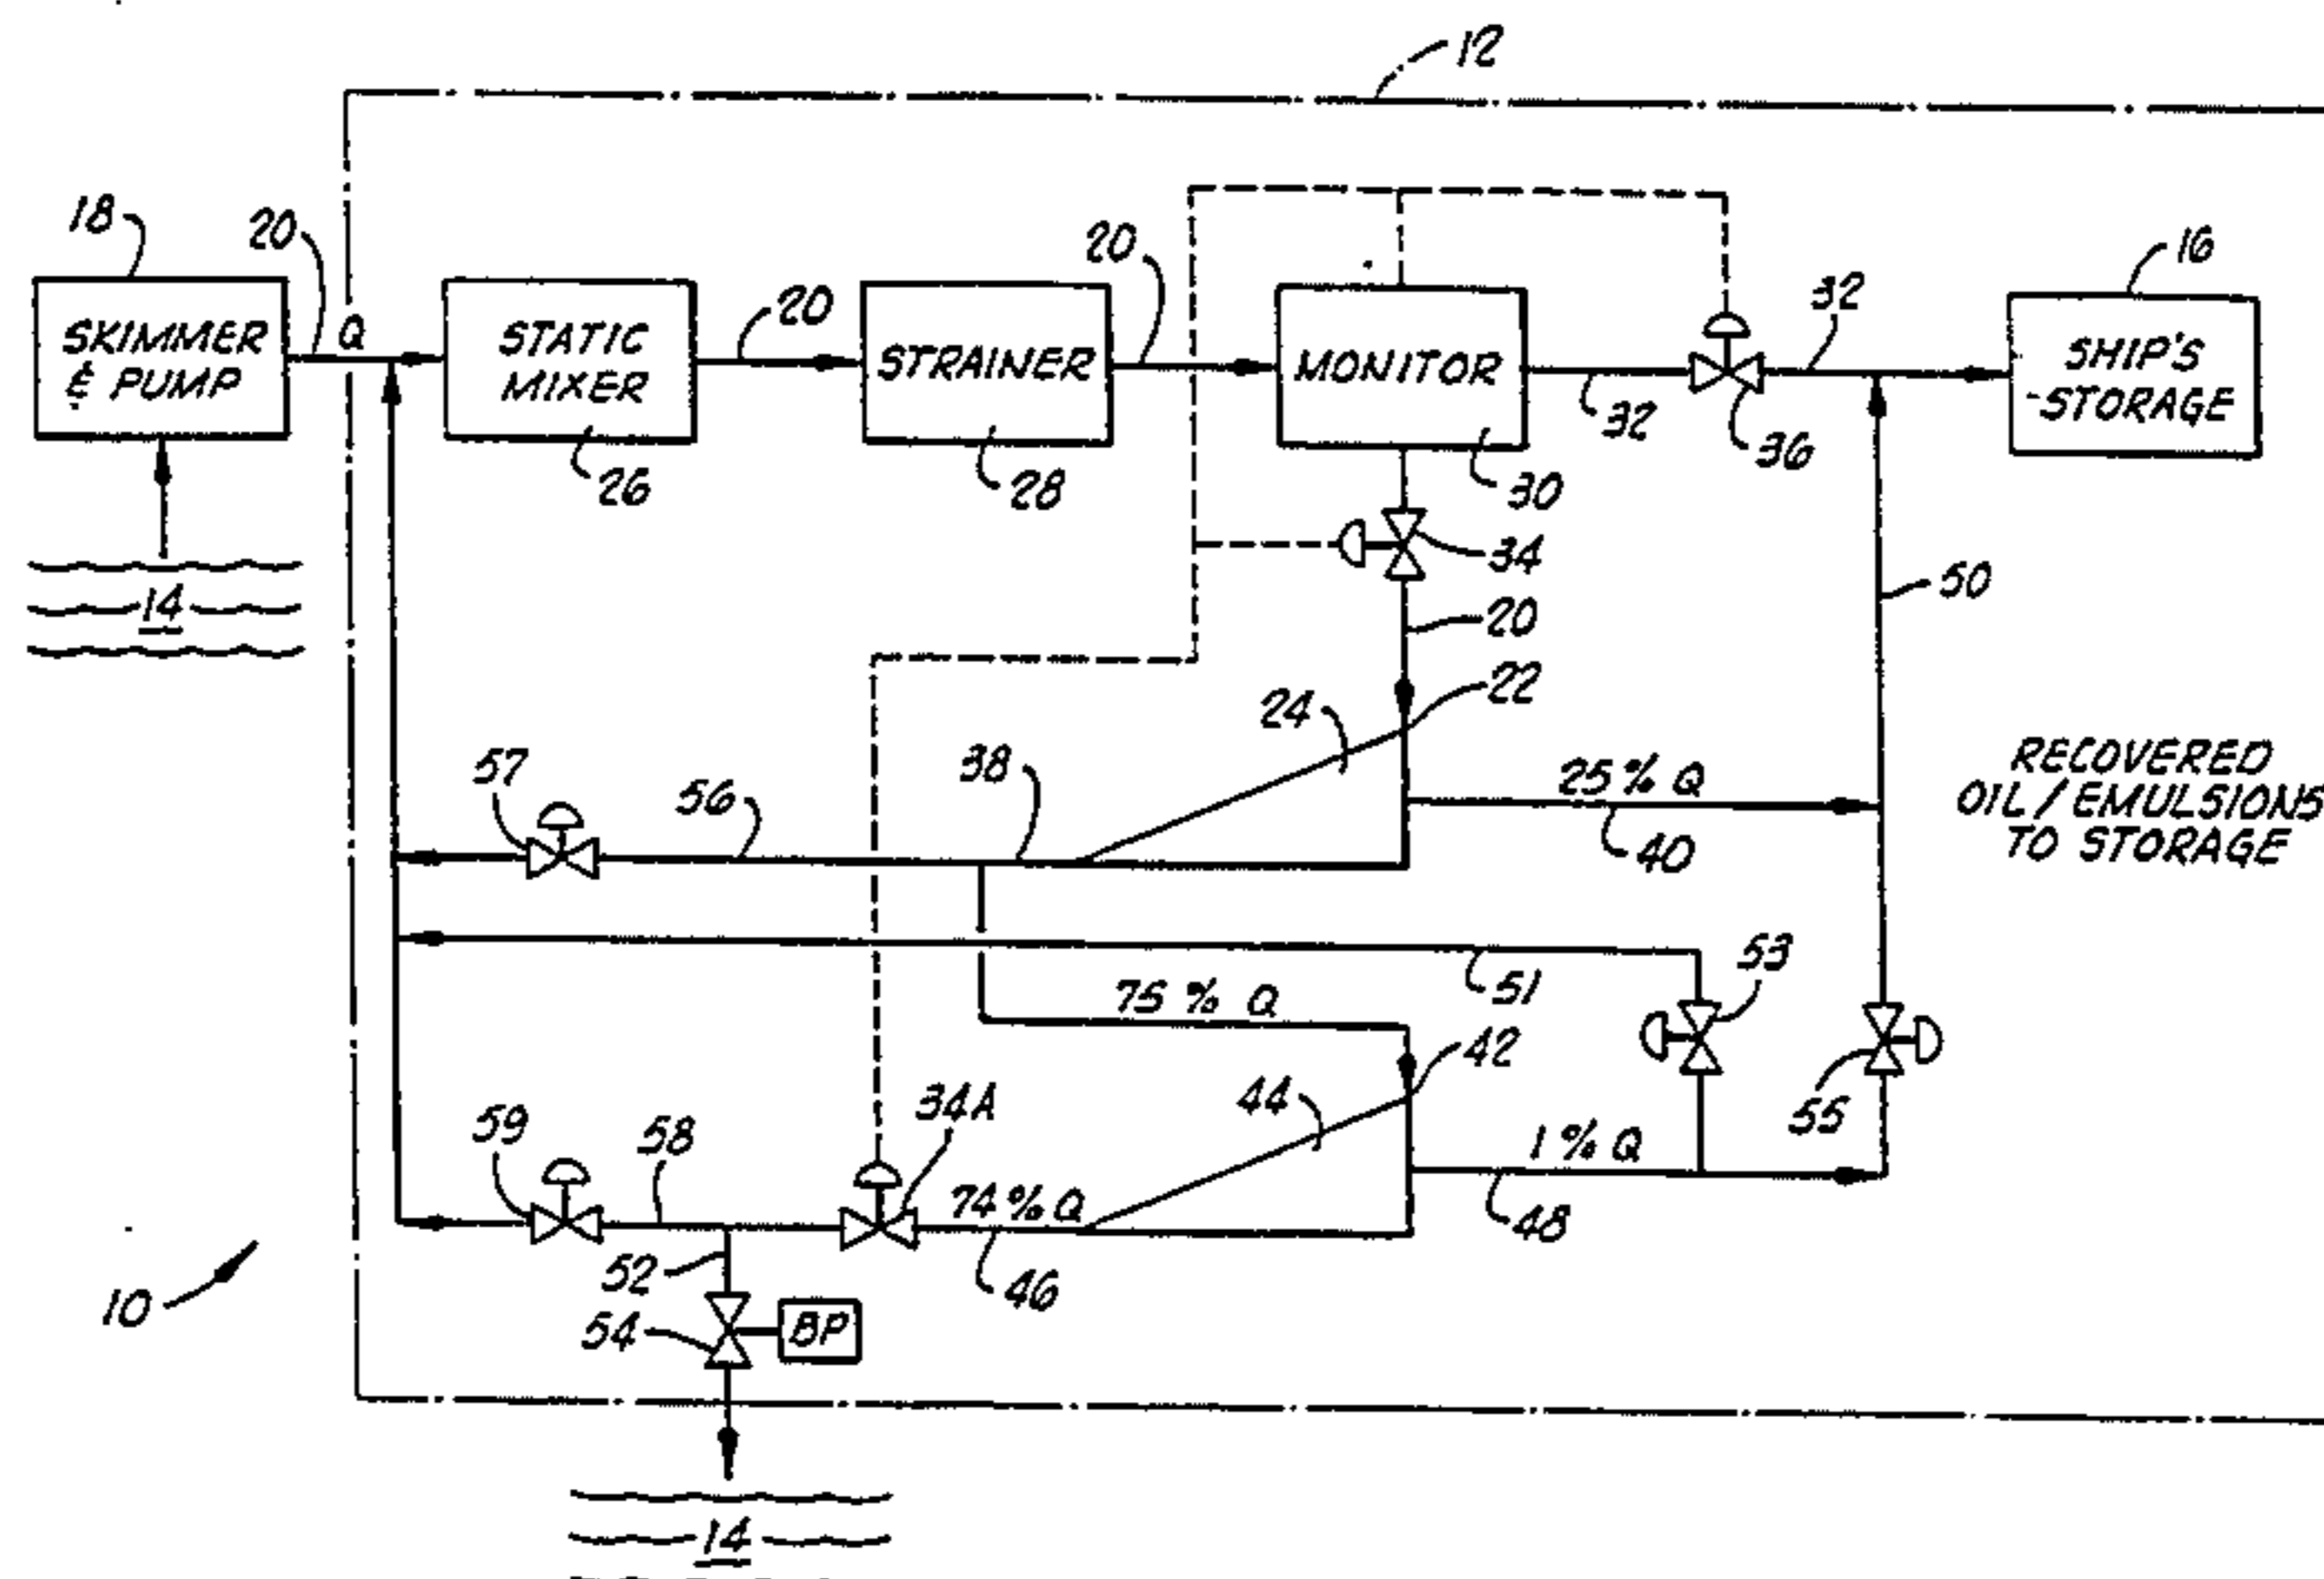 12
18
20
Q
SKIMMER
& PUMP
STATIC
MIXER
26
20
STRAINER
28
20
MONITOR
30
32
32
36
16
SHIP'S
STORAGE
14
34
20
22
24
50
57
56
38
25 % Q
40
RECOVERED
OIL / EMULSIONS
TO STORAGE
51
53
75 % Q
42
44
55
59
58
34A
1 % Q
48
74 % Q
46
52
54
BP
10
14